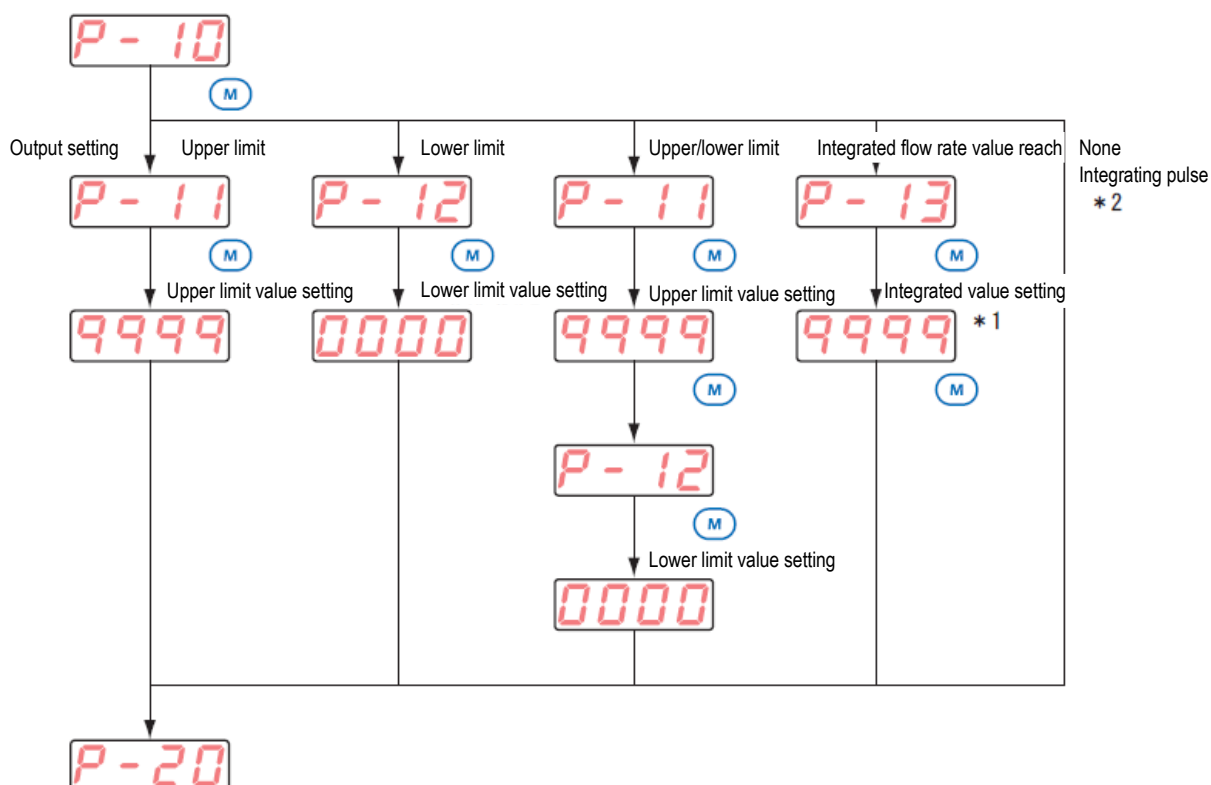 P-10
M
Output setting
Upper limit
Lower limit
Upper/lower limit
Integrated flow rate value reach
None
Integrating pulse
*2
P-11
P-12
P-11
P-13
M
M
M
M
Upper limit value setting
Lower limit value setting
Upper limit value setting
Integrated value setting
*1
9999
0000
9999
9999
M
M
P-12
M
Lower limit value setting
0000
P-20